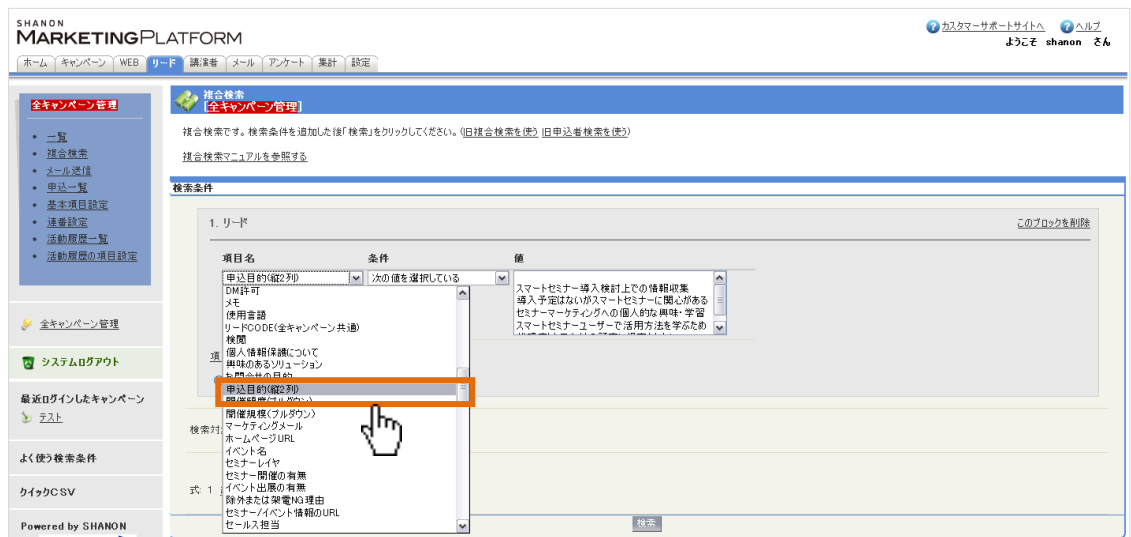 SHANON
MARKETINGPLATFORM
カスタマーサポートサイトへ ヘルプ
ようこそ shanon さん
ホーム キャンペーン WEB リード 講演者 メール アンケート 集計 設定
全キャンペーン管理
・ 一覧
・ 複合検索
・ メール送信
・ 申込一覧
・ 基本項目設定
・ 連番設定
・ 活動履歴一覧
・ 活動履歴の項目設定
全キャンペーン管理
システムログアウト
最近ログインしたキャンペーン
テスト
よく使う検索条件
クイックCSV
Powered by SHANON
複合検索
[全キャンペーン管理]
複合検索です。検索条件を追加した後「検索」をクリックしてください。(旧複合検索を使う 旧申込者検索を使う)
複合検索マニュアルを参照する
検索条件
1. リード このブロックを削除
項目名 条件 値
申込目的(縦2列) 次の値を選択している
スマートセミナー導入検討上での情報収集
導入予定はないがスマートセミナーに関心がある
セミナーマーケティングへの個人的な興味・学習
スマートセミナーユーザーで活用方法を学ぶため
DM許可
メモ
使用言語
リードCODE(全キャンペーン共通)
検閲
個人情報保護について
興味のあるソリューション
お問合せの目的
申込目的(縦2列)
開催頻度(プルダウン)
開催規模(プルダウン)
マーケティングメール
ホームページURL
イベント名
セミナーレイヤ
セミナー開催の有無
イベント出展の有無
除外または架電NG理由
セミナー/イベント情報のURL
セールス担当
項
検索対
式: 1
検索